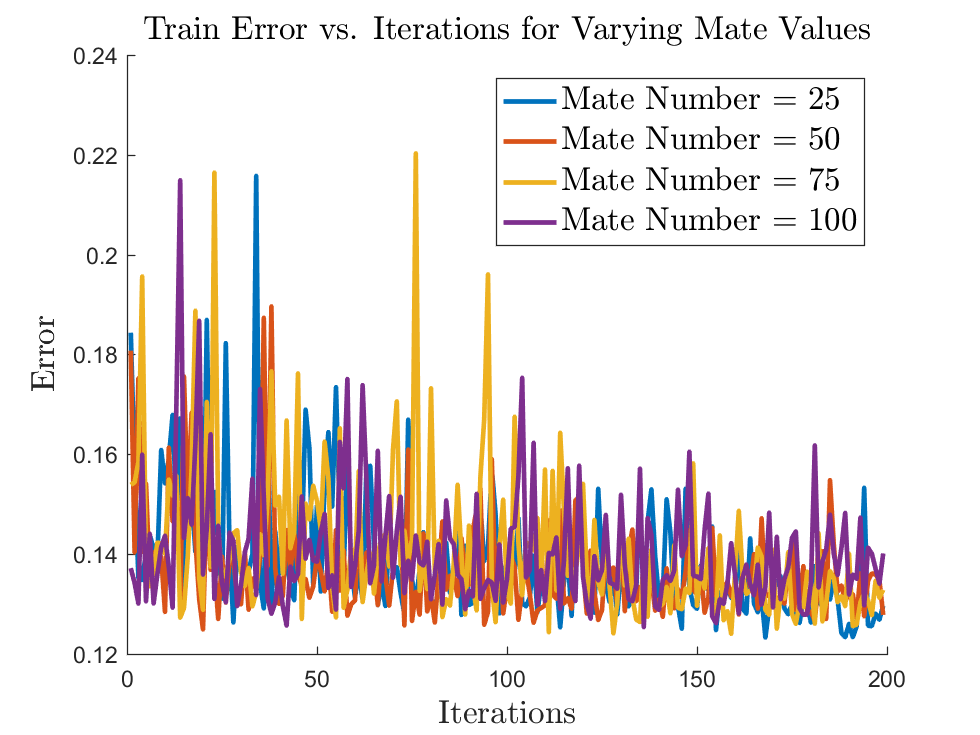 Train Error vs. Iterations for Varying Mate Values
0.24
0.22
0.2
0.18
0.16
0.14
0.12
Error
Mate Number = 25
Mate Number = 50
Mate Number = 75
Mate Number = 100
0 50 100 150 200
Iterations